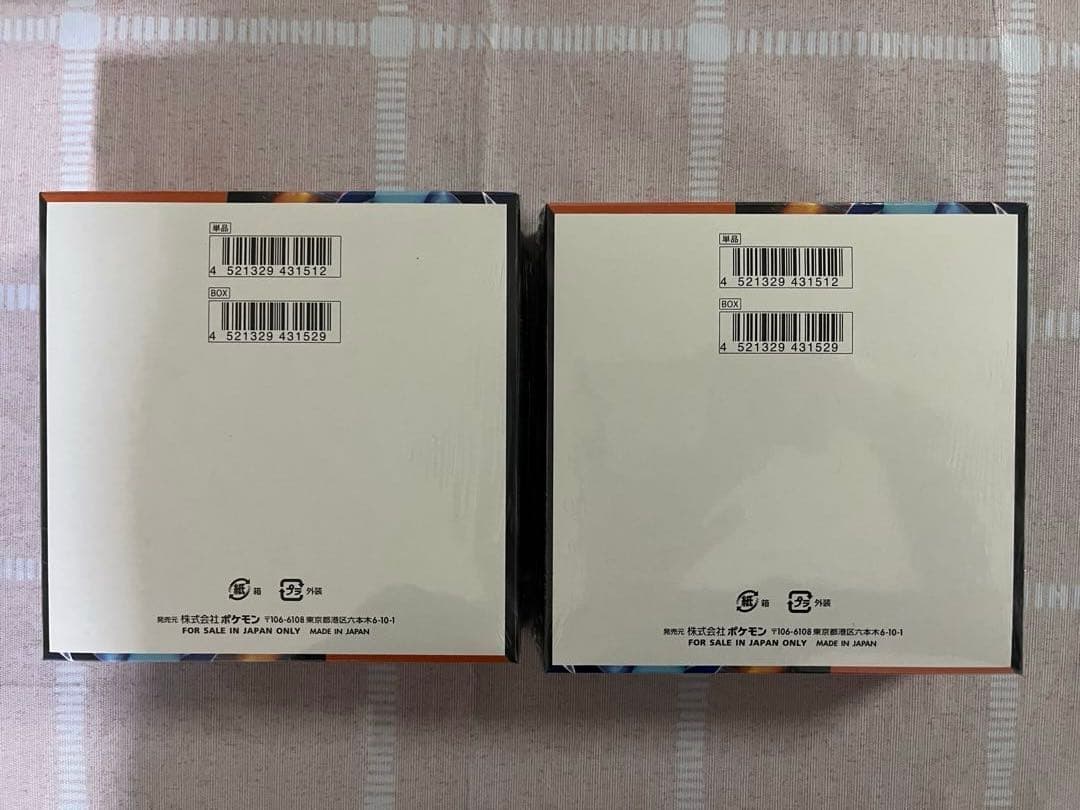 単品
4 521329 431512
BOX
4 521329 431529
紙 箱 プラ 外装
発売元 株式会社ポケモン 〒106-6108 東京都港区六本木6-10-1
FOR SALE IN JAPAN ONLY MADE IN JAPAN
単品
4 521329 431512
BOX
4 521329 431529
紙 箱 プラ 外装
発売元 株式会社ポケモン 〒106-6108 東京都港区六本木6-10-1
FOR SALE IN JAPAN ONLY MADE IN JAPAN